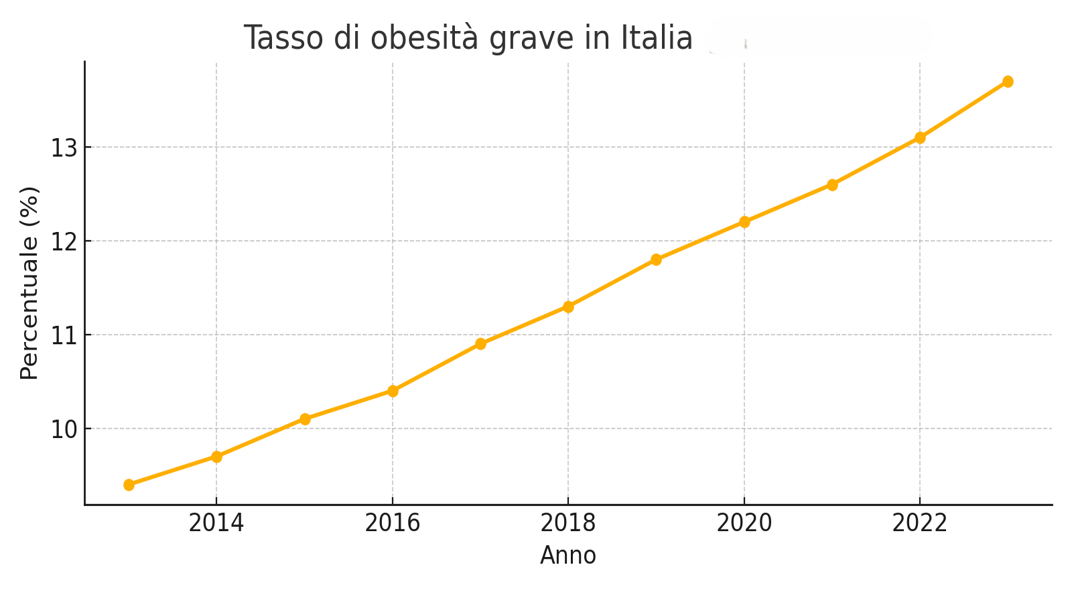 Tasso di obesità grave in Italia
Percentuale (%)
13
12
11
10
2014 2016 2018 2020 2022
Anno